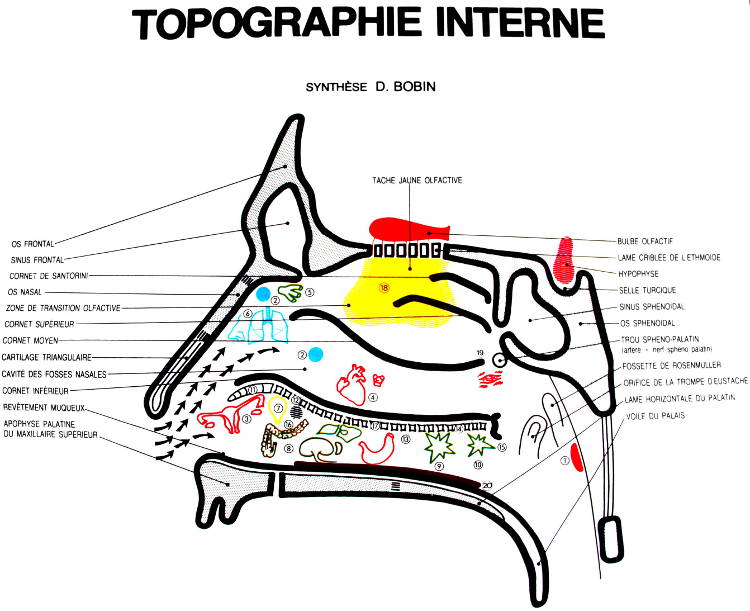 TOPOGRAPHIE INTERNE
SYNTHÈSE D. BOBIN
TACHE JAUNE OLFACTIVE
OS FRONTAL
SINUS FRONTAL
CORNET DE SANTORINI
OS NASAL
ZONE DE TRANSITION OLFACTIVE
CORNET SUPERIEUR
CORNET MOYEN
CARTILAGE TRIANGULAIRE
CAVITÉ DES FOSSES NASALES
CORNET INFÉRIEUR
REVÊTEMENT MUQUEUX
APOPHYSE PALATINE
DU MAXILLAIRE SUPERIEUR
BULBE OLFACTIF
LAME CRIBLÉE DE L'ETHMOIDE
HYPOPHYSE
SELLE TURCIQUE
SINUS SPHENOÏDAL
OS SPHENOIDAL
TROU SPHENO-PALATIN
(artere - nerf spheno palatin)
FOSSETTE DE ROSENMULLER
ORIFICE DE LA TROMPE D'EUSTACHE
LAME HORIZONTALE DU PALATIN
VOILE DU PALAIS
2
5
6
18
2
19
4
3
7
16
17
13
14
15
8
9
10
1
20